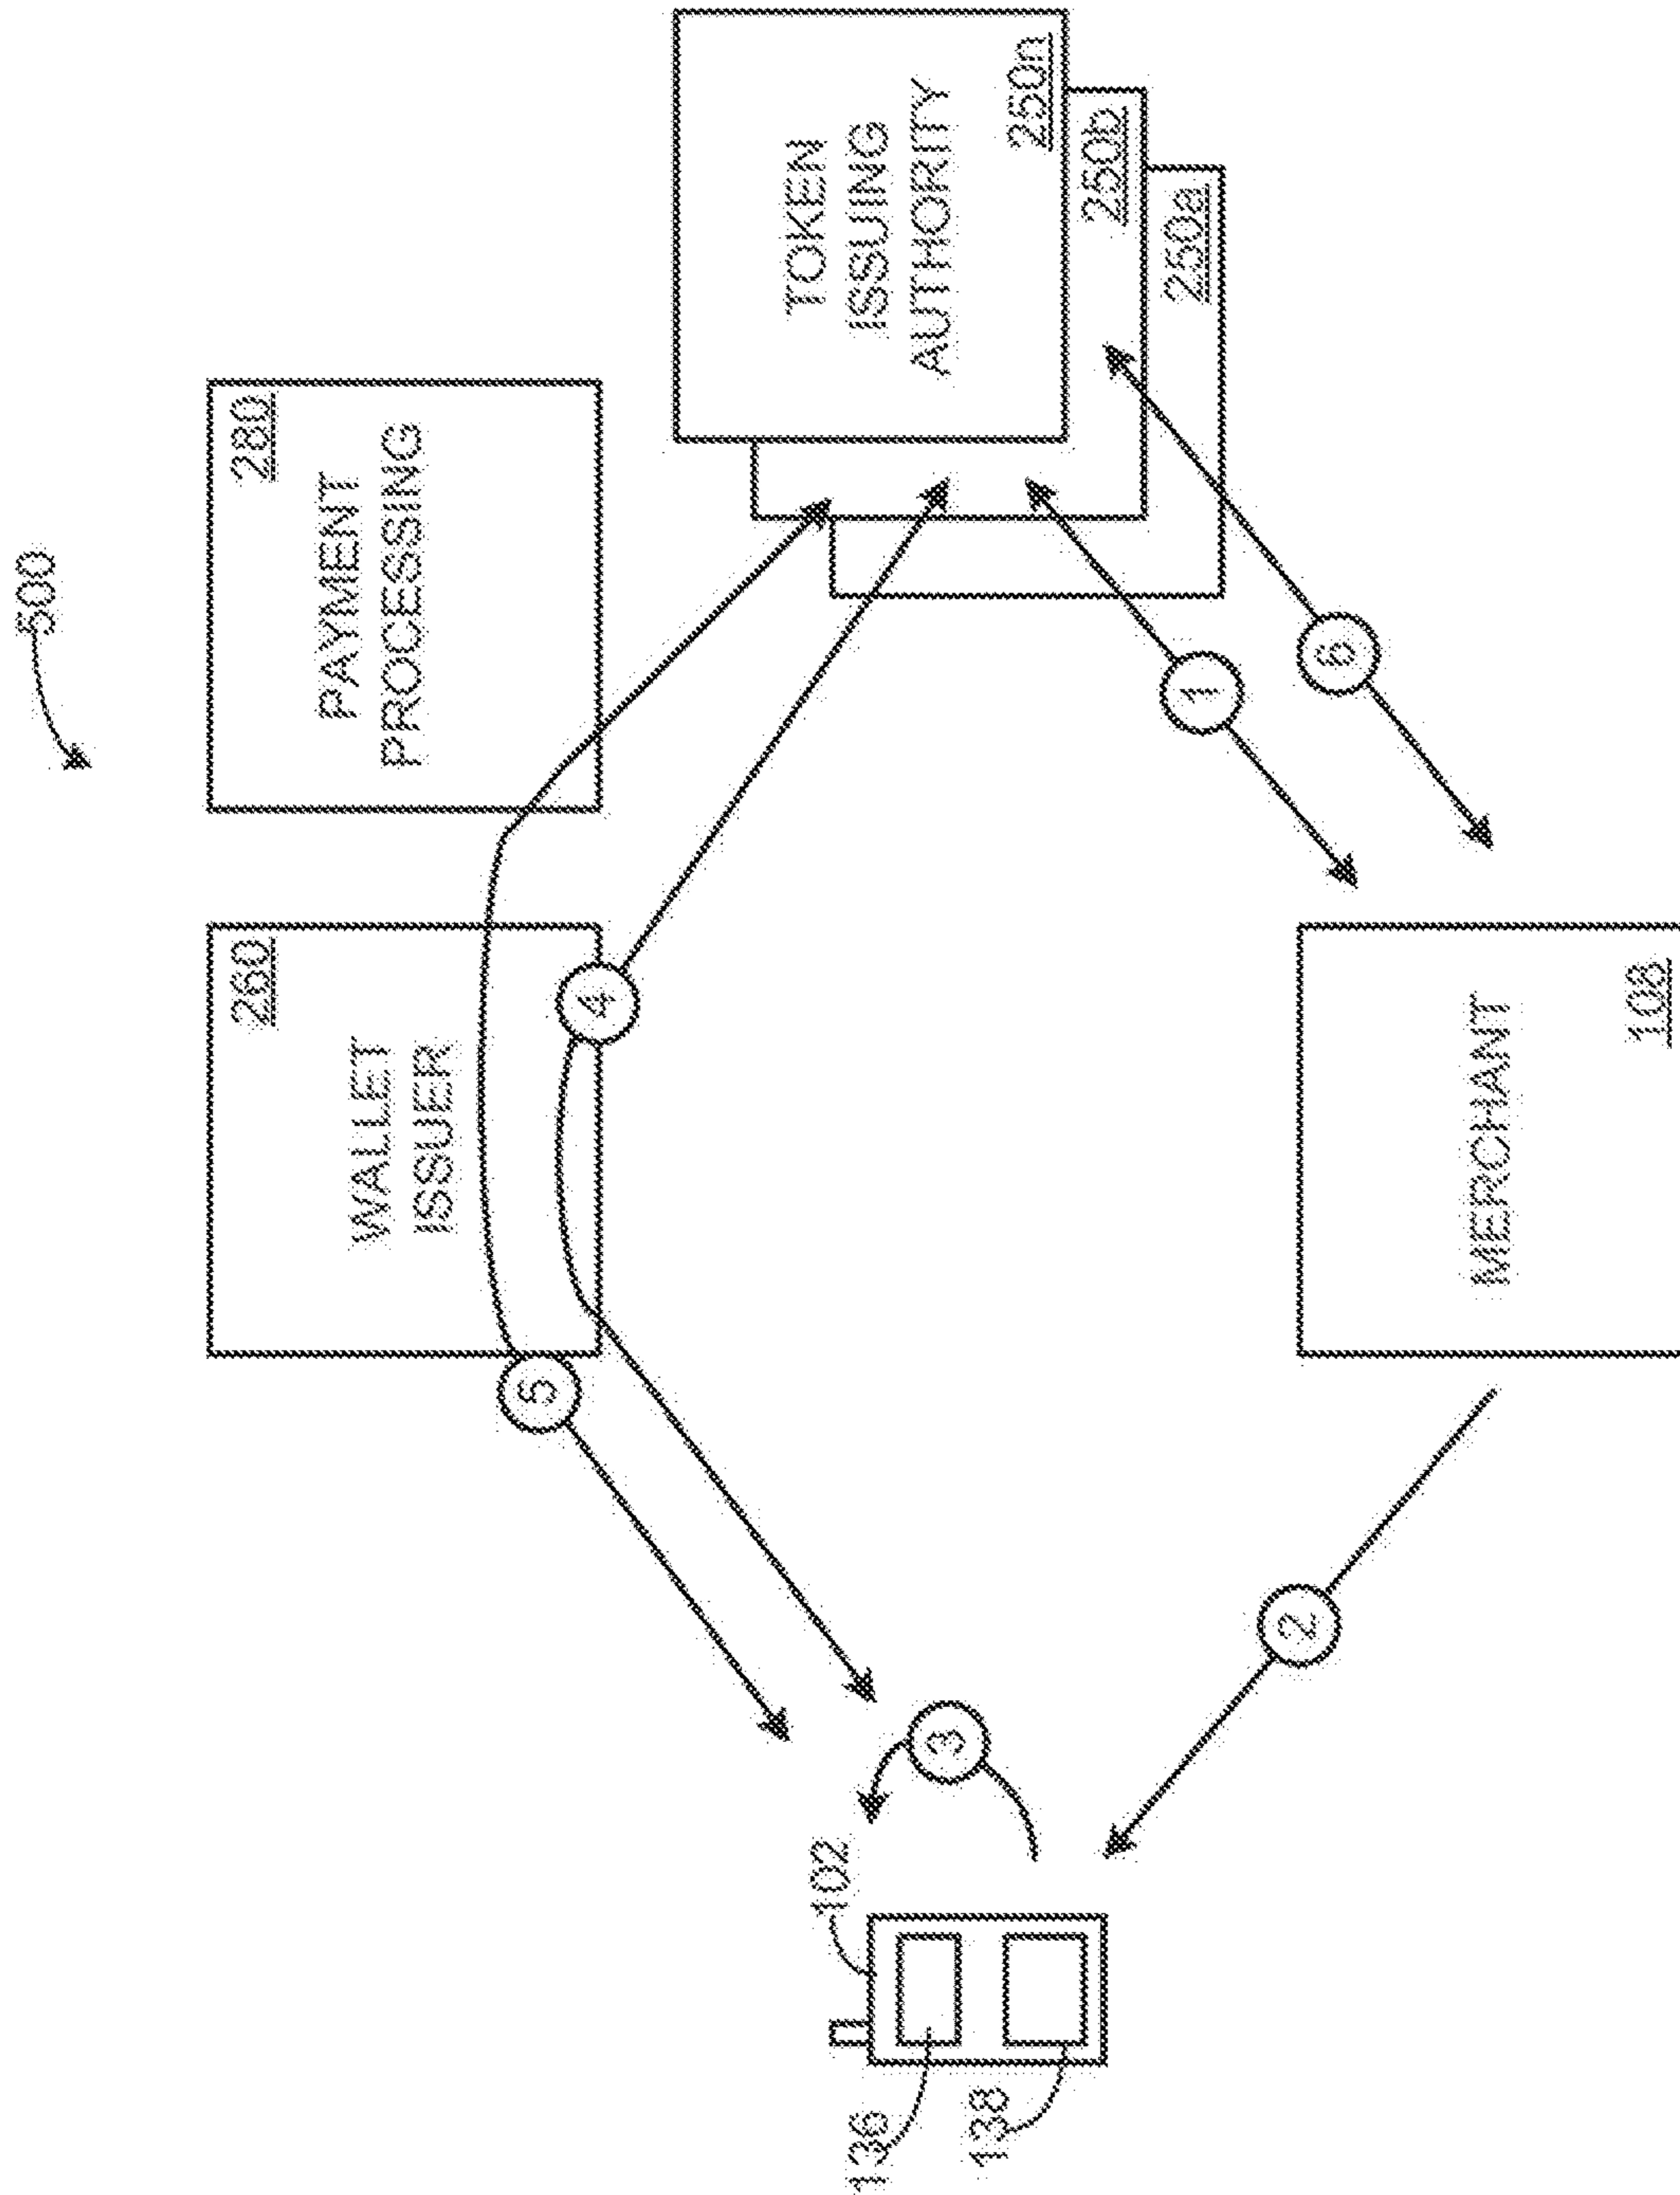 500
260
WALLET
ISSUER
280
PAYMENT
PROCESSING
5
4
102
136
138
3
TOKEN
ISSUING
AUTHORITY
250n
250b
250a
1
6
2
MERCHANT
108